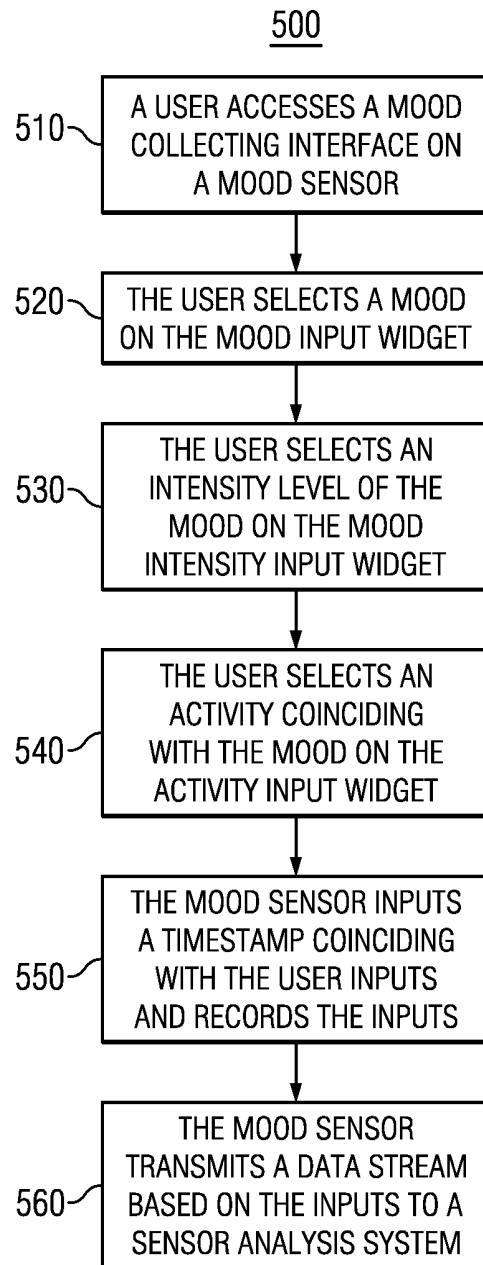 500
510
A USER ACCESSES A MOOD
COLLECTING INTERFACE ON
A MOOD SENSOR
520
THE USER SELECTS A MOOD
ON THE MOOD INPUT WIDGET
530
THE USER SELECTS AN
INTENSITY LEVEL OF THE
MOOD ON THE MOOD
INTENSITY INPUT WIDGET
540
THE USER SELECTS AN
ACTIVITY COINCIDING
WITH THE MOOD ON THE
ACTIVITY INPUT WIDGET
550
THE MOOD SENSOR INPUTS
A TIMESTAMP COINCIDING
WITH THE USER INPUTS
AND RECORDS THE INPUTS
560
THE MOOD SENSOR
TRANSMITS A DATA STREAM
BASED ON THE INPUTS TO A
SENSOR ANALYSIS SYSTEM